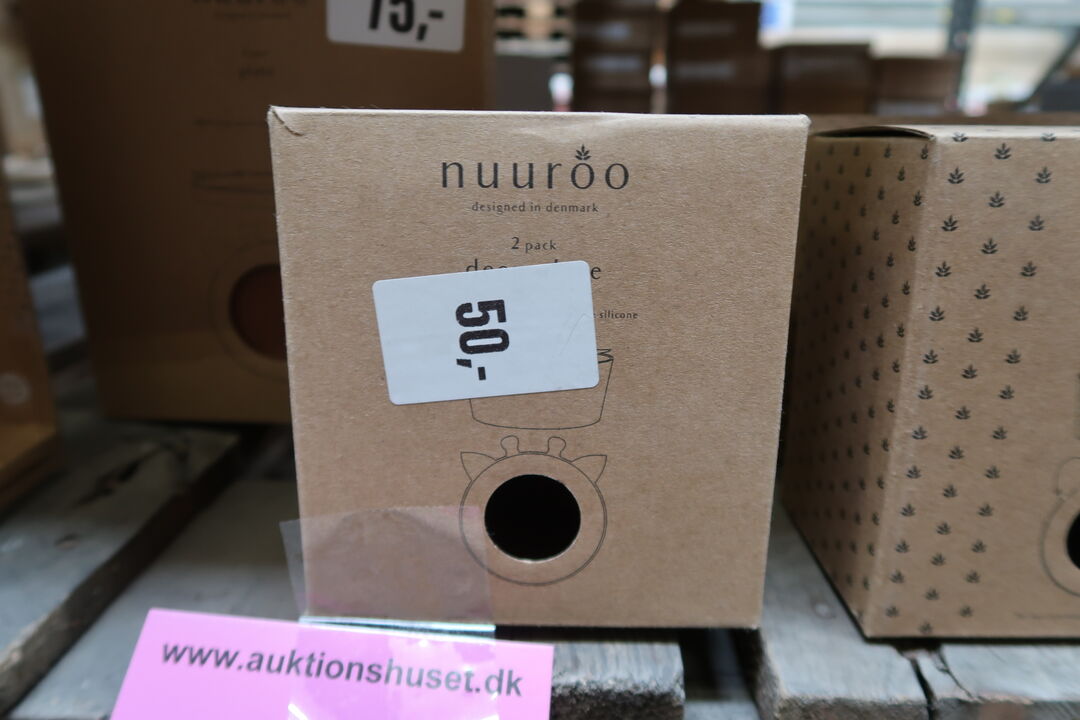 75,-
nuuroo
designed in denmark
2 pack
50,-
silicone
www.auktionshuset.dk